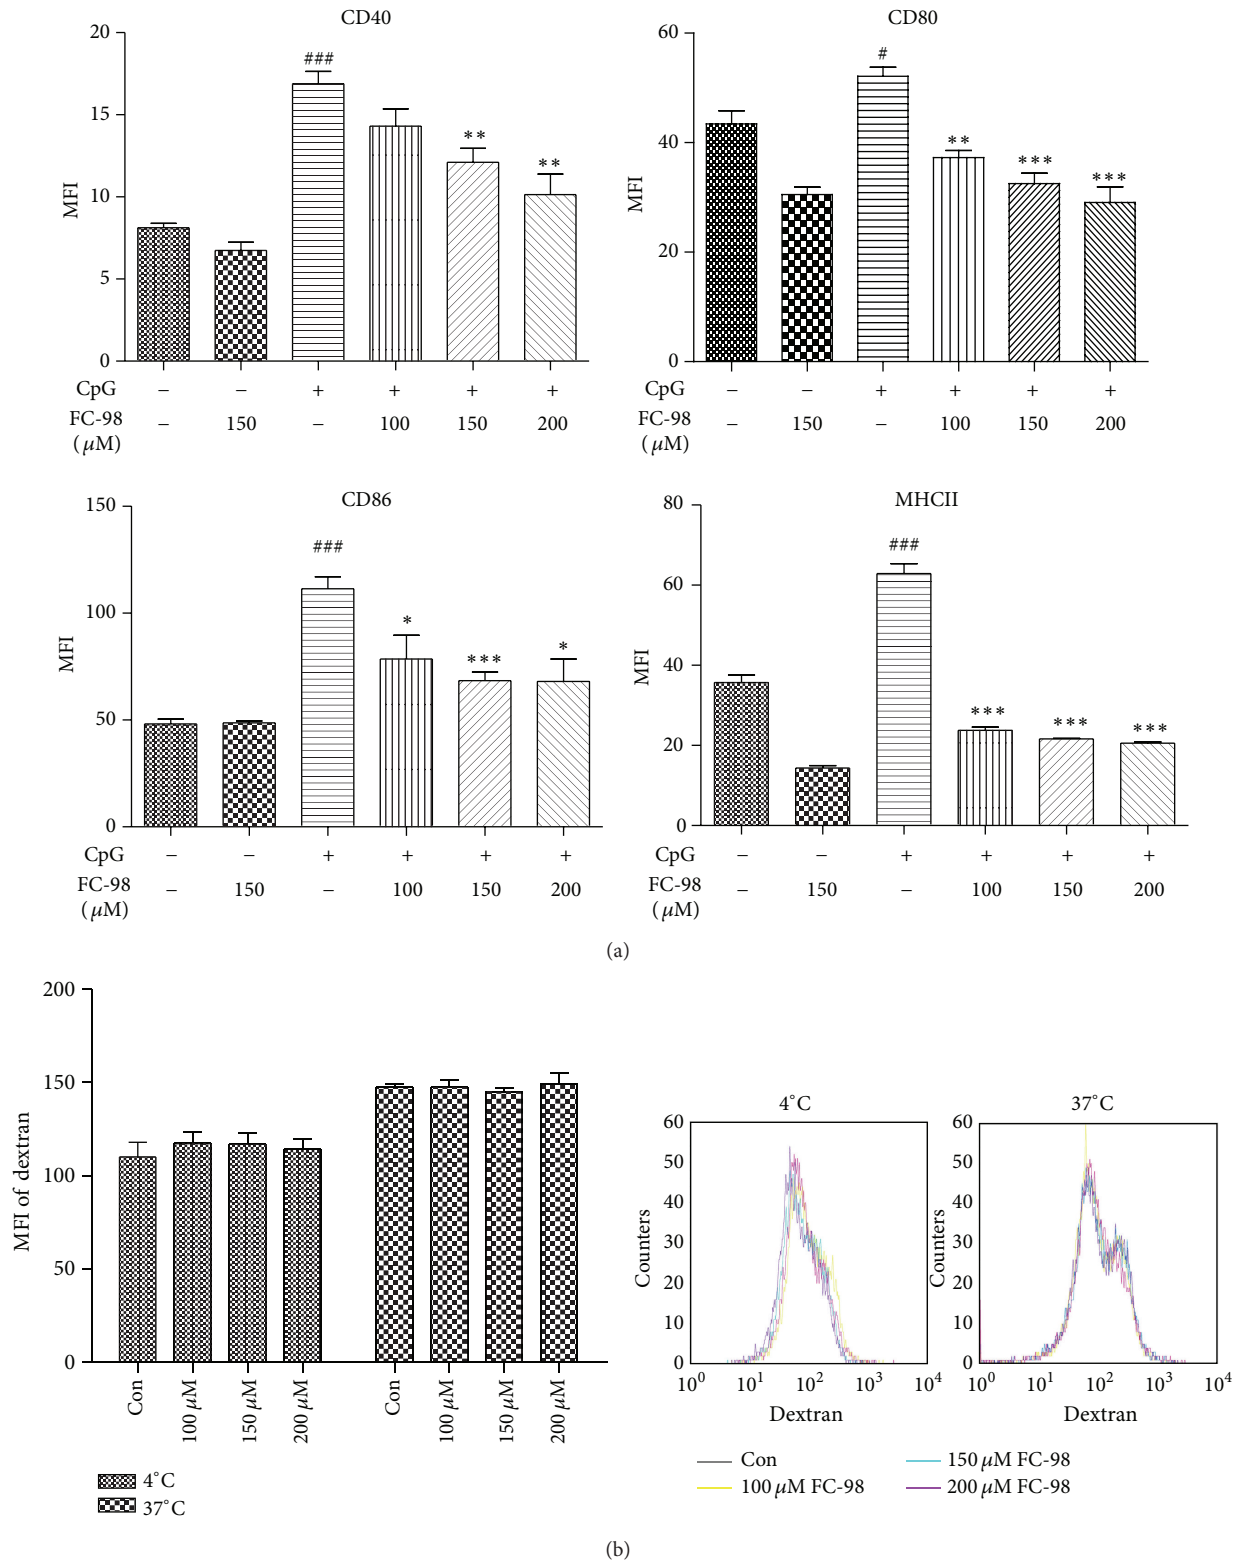 CD40
20
15
10
5
0
MFI
###
**
**
CpG − − + + + +
FC-98 (μM) − 150 − 100 150 200
CD80
60
40
20
0
MFI
#
**
***
***
CpG − − + + + +
FC-98 (μM) − 150 − 100 150 200
CD86
150
100
50
0
MFI
###
*
***
*
CpG − − + + + +
FC-98 (μM) − 150 − 100 150 200
MHCII
80
60
40
20
0
MFI
###
***
***
***
CpG − − + + + +
FC-98 (μM) − 150 − 100 150 200
(a)
200
150
100
50
0
MFI of dextran
Con
100 μM
150 μM
200 μM
Con
100 μM
150 μM
200 μM
4°C
37°C
4°C
60
50
40
30
20
10
0
Counters
10⁰ 10¹ 10² 10³ 10⁴
Dextran
37°C
60
50
40
30
20
10
0
Counters
10⁰ 10¹ 10² 10³ 10⁴
Dextran
Con
100 μM FC-98
150 μM FC-98
200 μM FC-98
(b)